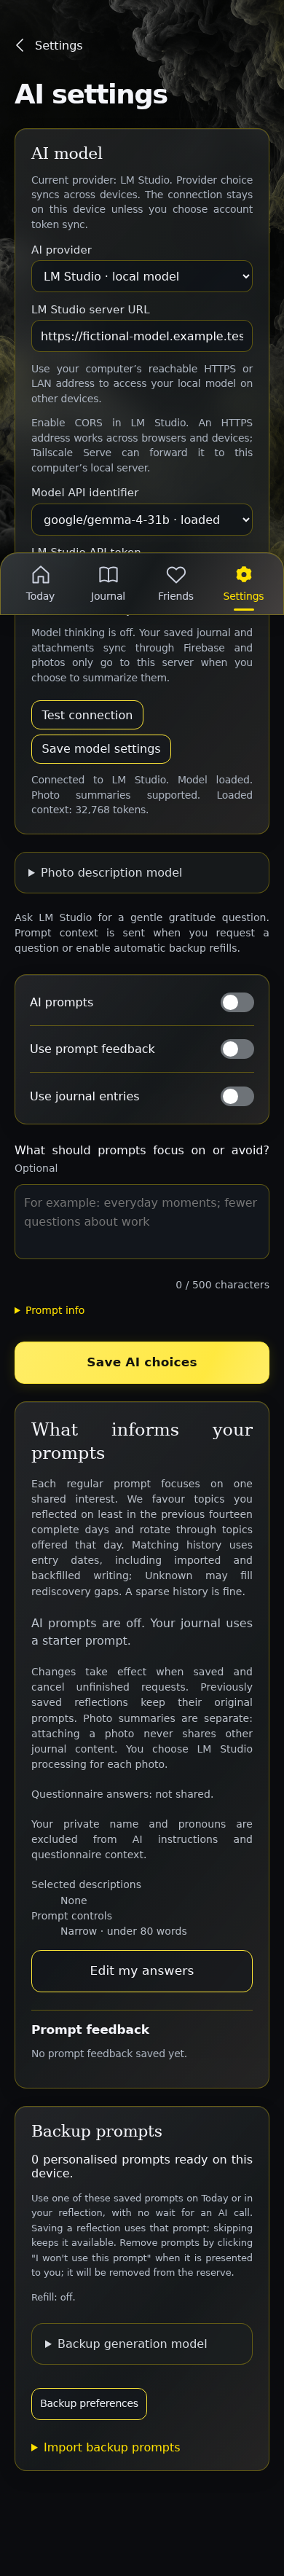 Settings
AI settings
AI model
Current provider: LM Studio. Provider choice
syncs across devices. The connection stays
on this device unless you choose account
token sync.
AI provider
LM Studio · local model
LM Studio server URL
https://fictional-model.example.tes
Use your computer’s reachable HTTPS or
LAN address to access your local model on
other devices.
Enable CORS in LM Studio. An HTTPS
address works across browsers and devices;
Tailscale Serve can forward it to this
computer’s local server.
Model API identifier
google/gemma-4-31b · loaded
LM Studio API token
Today
Journal
Friends
Settings
Model thinking is off. Your saved journal and
attachments sync through Firebase and
photos only go to this server when you
choose to summarize them.
Test connection
Save model settings
Connected to LM Studio. Model loaded.
Photo summaries supported. Loaded
context: 32,768 tokens.
Photo description model
Ask LM Studio for a gentle gratitude question.
Prompt context is sent when you request a
question or enable automatic backup refills.
AI prompts
Use prompt feedback
Use journal entries
What should prompts focus on or avoid?
Optional
For example: everyday moments; fewer
questions about work
0 / 500 characters
Prompt info
Save AI choices
What informs your
prompts
Each regular prompt focuses on one
shared interest. We favour topics you
reflected on least in the previous fourteen
complete days and rotate through topics
offered that day. Matching history uses
entry dates, including imported and
backfilled writing; Unknown may fill
rediscovery gaps. A sparse history is fine.
AI prompts are off. Your journal uses
a starter prompt.
Changes take effect when saved and
cancel unfinished requests. Previously
saved reflections keep their original
prompts. Photo summaries are separate:
attaching a photo never shares other
journal content. You choose LM Studio
processing for each photo.
Questionnaire answers: not shared.
Your private name and pronouns are
excluded from AI instructions and
questionnaire context.
Selected descriptions
None
Prompt controls
Narrow · under 80 words
Edit my answers
Prompt feedback
No prompt feedback saved yet.
Backup prompts
0 personalised prompts ready on this
device.
Use one of these saved prompts on Today or in
your reflection, with no wait for an AI call.
Saving a reflection uses that prompt; skipping
keeps it available. Remove prompts by clicking
"I won't use this prompt" when it is presented
to you; it will be removed from the reserve.
Refill: off.
Backup generation model
Backup preferences
Import backup prompts